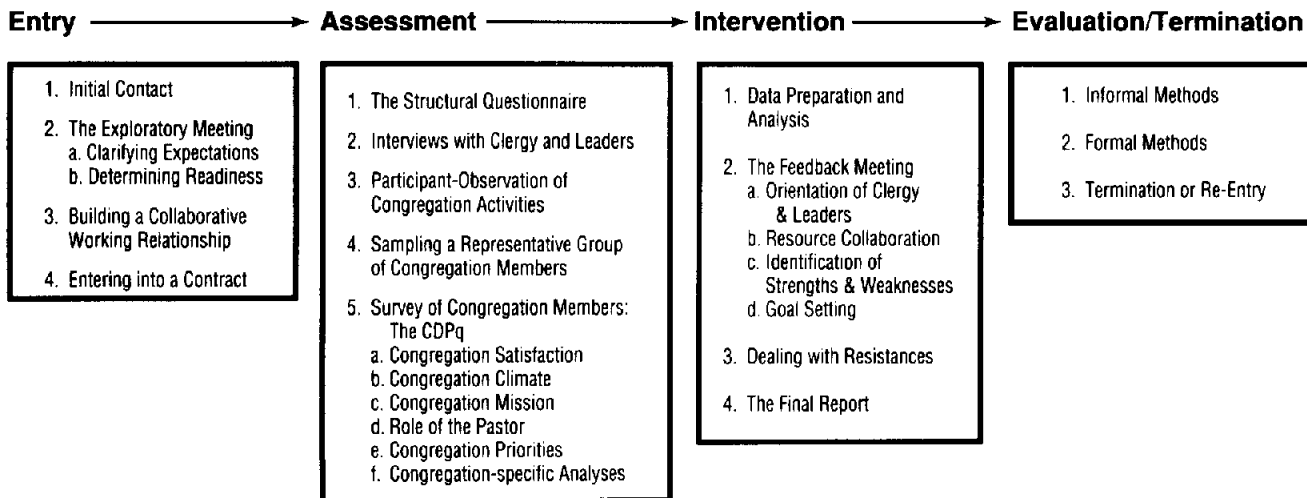 Entry
Assessment
Intervention
Evaluation/Termination
1. Initial Contact
2. The Exploratory Meeting
a. Clarifying Expectations
b. Determining Readiness
3. Building a Collaborative
Working Relationship
4. Entering into a Contract
1. The Structural Questionnaire
2. Interviews with Clergy and Leaders
3. Participant-Observation of
Congregation Activities
4. Sampling a Representative Group
of Congregation Members
5. Survey of Congregation Members:
The CDPq
a. Congregation Satisfaction
b. Congregation Climate
c. Congregation Mission
d. Role of the Pastor
e. Congregation Priorities
f. Congregation-specific Analyses
1. Data Preparation and
Analysis
2. The Feedback Meeting
a. Orientation of Clergy
& Leaders
b. Resource Collaboration
c. Identification of
Strengths & Weaknesses
d. Goal Setting
3. Dealing with Resistances
4. The Final Report
1. Informal Methods
2. Formal Methods
3. Termination or Re-Entry